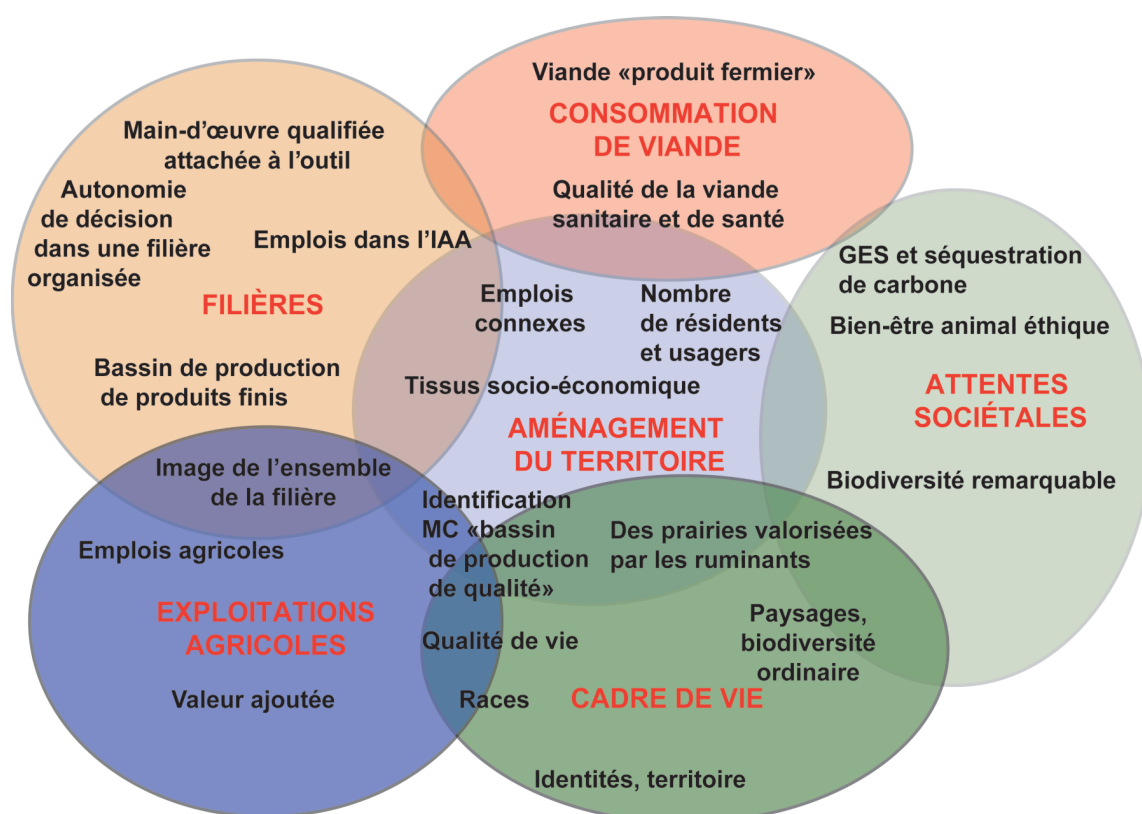 Viande «produit fermier»
CONSOMMATION
DE VIANDE
Qualité de la viande
sanitaire et de santé
Main-d’œuvre qualifiée
attachée à l’outil
Autonomie
de décision
dans une filière
organisée
Emplois dans l’IAA
FILIÈRES
Bassin de production
de produits finis
Emplois
connexes
Nombre
de résidents
et usagers
Tissus socio-économique
AMÉNAGEMENT
DU TERRITOIRE
GES et séquestration
de carbone
Bien-être animal éthique
ATTENTES
SOCIÉTALES
Biodiversité remarquable
Image de l’ensemble
de la filière
Emplois agricoles
EXPLOITATIONS
AGRICOLES
Valeur ajoutée
Identification
MC «bassin
de production
de qualité»
Des prairies valorisées
par les ruminants
Qualité de vie
Paysages,
biodiversité
ordinaire
Races
CADRE DE VIE
Identités, territoire